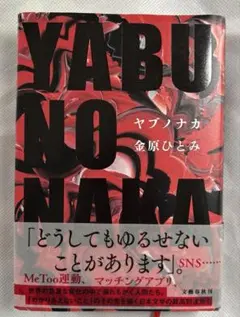 YABU
NO
NAKA
ヤブノナカ
金原ひとみ
「どうしてもゆるせない
ことがあります」。
SNS……
MeToo運動、マッチングアプリ、
文藝春秋刊